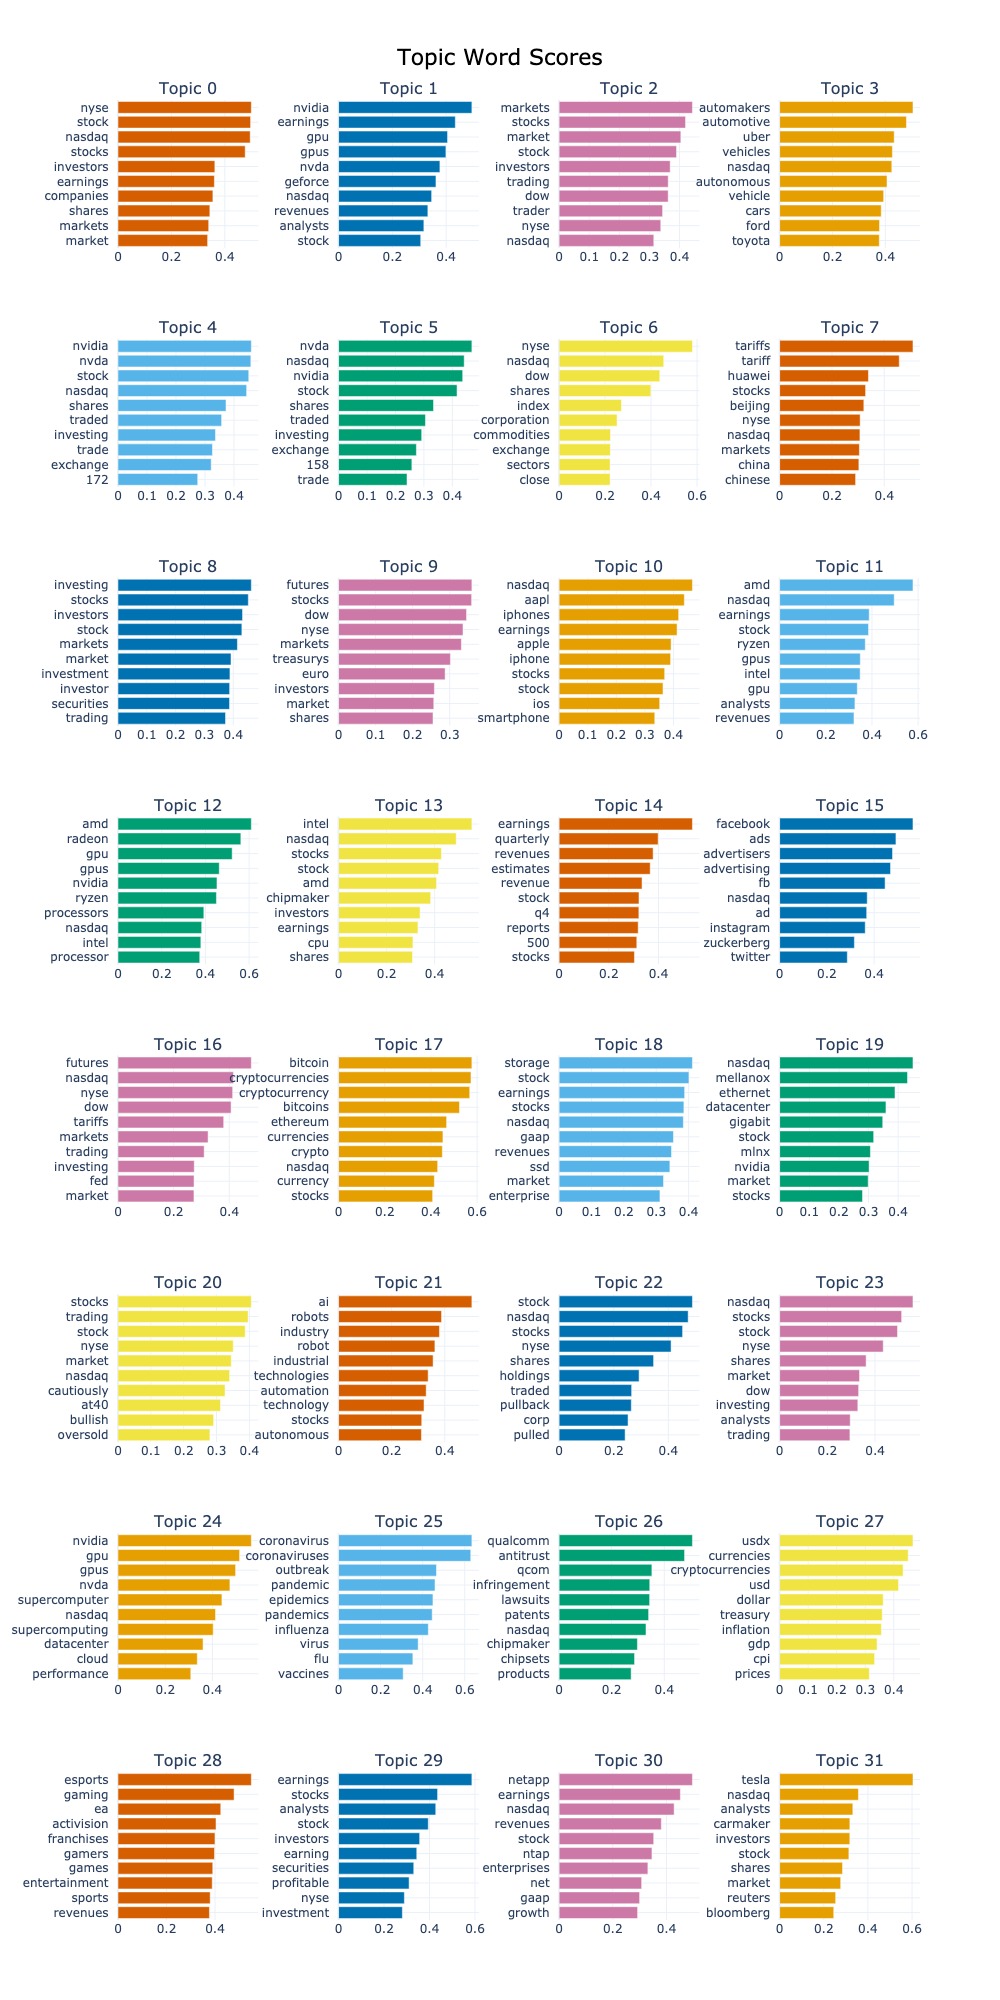 Topic Word Scores
Topic 0
nyse
stock
nasdaq
stocks
investors
earnings
companies
shares
markets
market
0 0.2 0.4
Topic 1
nvidia
earnings
gpu
gpus
nvda
geforce
nasdaq
revenues
analysts
stock
0 0.2 0.4
Topic 2
markets
stocks
market
stock
investors
trading
dow
trader
nyse
nasdaq
0 0.1 0.2 0.3 0.4
Topic 3
automakers
automotive
uber
vehicles
nasdaq
autonomous
vehicle
cars
ford
toyota
0 0.2 0.4
Topic 4
nvidia
nvda
stock
nasdaq
shares
traded
investing
trade
exchange
172
0 0.1 0.2 0.3 0.4
Topic 5
nvda
nasdaq
nvidia
stock
shares
traded
investing
exchange
158
trade
0 0.1 0.2 0.3 0.4
Topic 6
nyse
nasdaq
dow
shares
index
corporation
commodities
exchange
sectors
close
0 0.2 0.4 0.6
Topic 7
tariffs
tariff
huawei
stocks
beijing
nyse
nasdaq
markets
china
chinese
0 0.2 0.4
Topic 8
investing
stocks
investors
stock
markets
market
investment
investor
securities
trading
0 0.1 0.2 0.3 0.4
Topic 9
futures
stocks
dow
nyse
markets
treasurys
euro
investors
market
shares
0 0.1 0.2 0.3
Topic 10
nasdaq
aapl
iphones
earnings
apple
iphone
stocks
stock
ios
smartphone
0 0.1 0.2 0.3 0.4
Topic 11
amd
nasdaq
earnings
stock
ryzen
gpus
intel
gpu
analysts
revenues
0 0.2 0.4 0.6
Topic 12
amd
radeon
gpu
gpus
nvidia
ryzen
processors
nasdaq
intel
processor
0 0.2 0.4 0.6
Topic 13
intel
nasdaq
stocks
stock
amd
chipmaker
investors
earnings
cpu
shares
0 0.2 0.4
Topic 14
earnings
quarterly
revenues
estimates
revenue
stock
q4
reports
500
stocks
0 0.2 0.4
Topic 15
facebook
ads
advertisers
advertising
fb
nasdaq
ad
instagram
zuckerberg
twitter
0 0.2 0.4
Topic 16
futures
nasdaq
nyse
dow
tariffs
markets
trading
investing
fed
market
0 0.2 0.4
Topic 17
bitcoin
cryptocurrencies
cryptocurrency
bitcoins
ethereum
currencies
crypto
nasdaq
currency
stocks
0 0.2 0.4 0.6
Topic 18
storage
stock
earnings
stocks
nasdaq
gaap
revenues
ssd
market
enterprise
0 0.1 0.2 0.3 0.4
Topic 19
nasdaq
mellanox
ethernet
datacenter
gigabit
stock
mlnx
nvidia
market
stocks
0 0.1 0.2 0.3 0.4
Topic 20
stocks
trading
stock
nyse
market
nasdaq
cautiously
at40
bullish
oversold
0 0.1 0.2 0.3 0.4
Topic 21
ai
robots
industry
robot
industrial
technologies
automation
technology
stocks
autonomous
0 0.2 0.4
Topic 22
stock
nasdaq
stocks
nyse
shares
holdings
traded
pullback
corp
pulled
0 0.2 0.4
Topic 23
nasdaq
stocks
stock
nyse
shares
market
dow
investing
analysts
trading
0 0.2 0.4
Topic 24
nvidia
gpu
gpus
nvda
supercomputer
nasdaq
supercomputing
datacenter
cloud
performance
0 0.2 0.4
Topic 25
coronavirus
coronaviruses
outbreak
pandemic
epidemics
pandemics
influenza
virus
flu
vaccines
0 0.2 0.4 0.6
Topic 26
qualcomm
antitrust
qcom
infringement
lawsuits
patents
nasdaq
chipmaker
chipsets
products
0 0.2 0.4
Topic 27
usdx
currencies
cryptocurrencies
usd
dollar
treasury
inflation
gdp
cpi
prices
0 0.1 0.2 0.3 0.4
Topic 28
esports
gaming
ea
activision
franchises
gamers
games
entertainment
sports
revenues
0 0.2 0.4
Topic 29
earnings
stocks
analysts
stock
investors
earning
securities
profitable
nyse
investment
0 0.2 0.4 0.6
Topic 30
netapp
earnings
nasdaq
revenues
stock
ntap
enterprises
net
gaap
growth
0 0.2 0.4
Topic 31
tesla
nasdaq
analysts
carmaker
investors
stock
shares
market
reuters
bloomberg
0 0.2 0.4 0.6